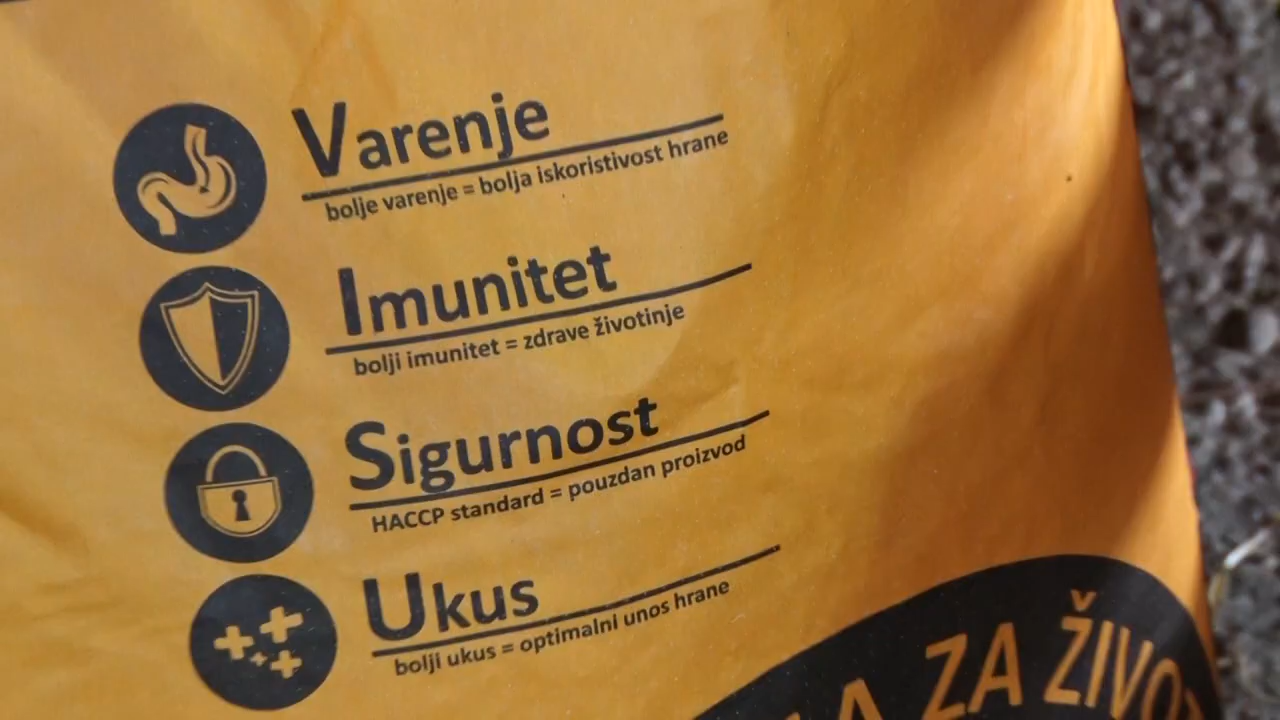 Varenje
bolje varenje = bolja iskoristivost hrane
Imunitet
bolji imunitet = zdrave životinje
Sigurnost
HACCP standard = pouzdan proizvod
Ukus
bolji ukus = optimalni unos hrane
ZA